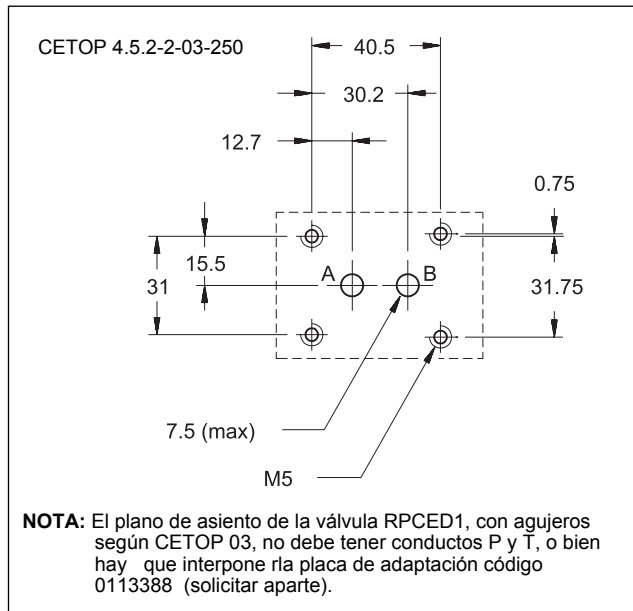 CETOP 4.5.2-2-03-250
40.5
30.2
12.7
0.75
15.5
A
B
31
31.75
7.5 (max)
M5
NOTA: El plano de asiento de la válvula RPCED1, con agujeros
según CETOP 03, no debe tener conductos P y T, o bien
hay que interpone rla placa de adaptación código
0113388 (solicitar aparte).